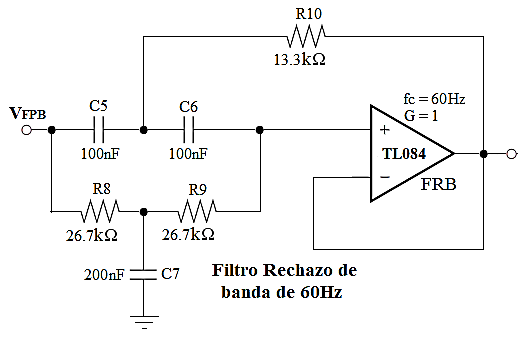 R10
13.3kΩ
fc = 60Hz
G = 1
VFPB
C5
C6
100nF
100nF
+
TL084
−
FRB
R8
R9
26.7kΩ
26.7kΩ
200nF
C7
Filtro Rechazo de
banda de 60Hz